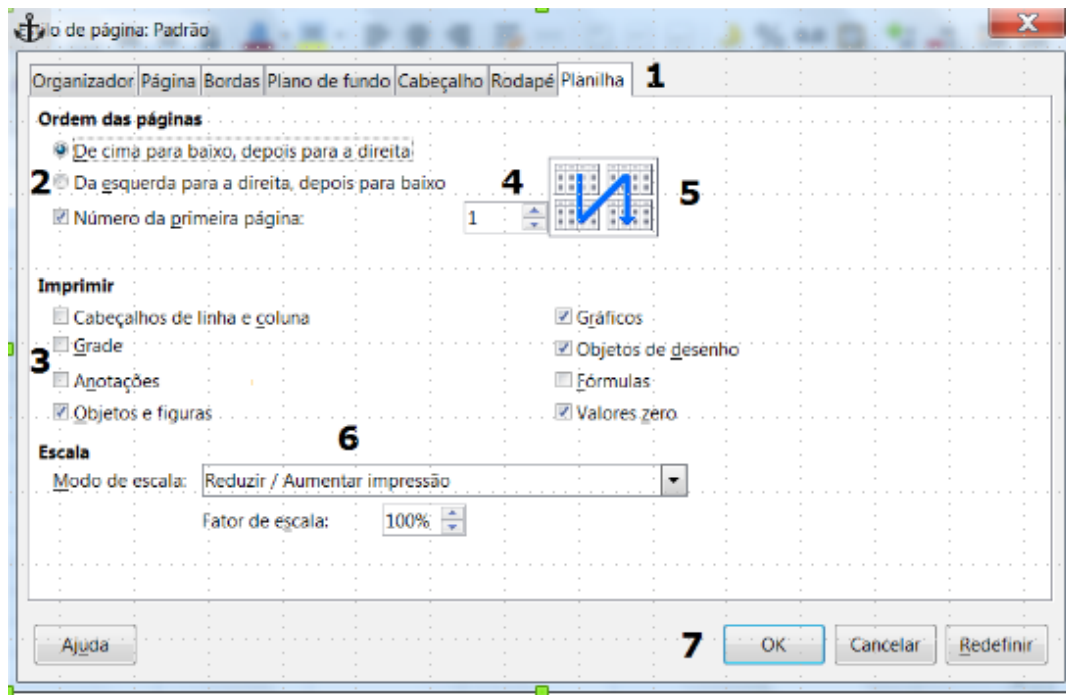 ilo de página: Padrão
Organizador Página Bordas Plano de fundo Cabeçalho Rodapé Planilha 1
Ordem das páginas
De cima para baixo, depois para a direita
2 Da esquerda para a direita, depois para baixo 4 5
Número da primeira página: 1
Imprimir
Cabeçalhos de linha e coluna Gráficos
Grade Objetos de desenho
3
Anotações Fórmulas
Objetos e figuras Valores zero
6
Escala
Modo de escala: Reduzir / Aumentar impressão
Fator de escala: 100%
Ajuda 7 OK Cancelar Redefinir